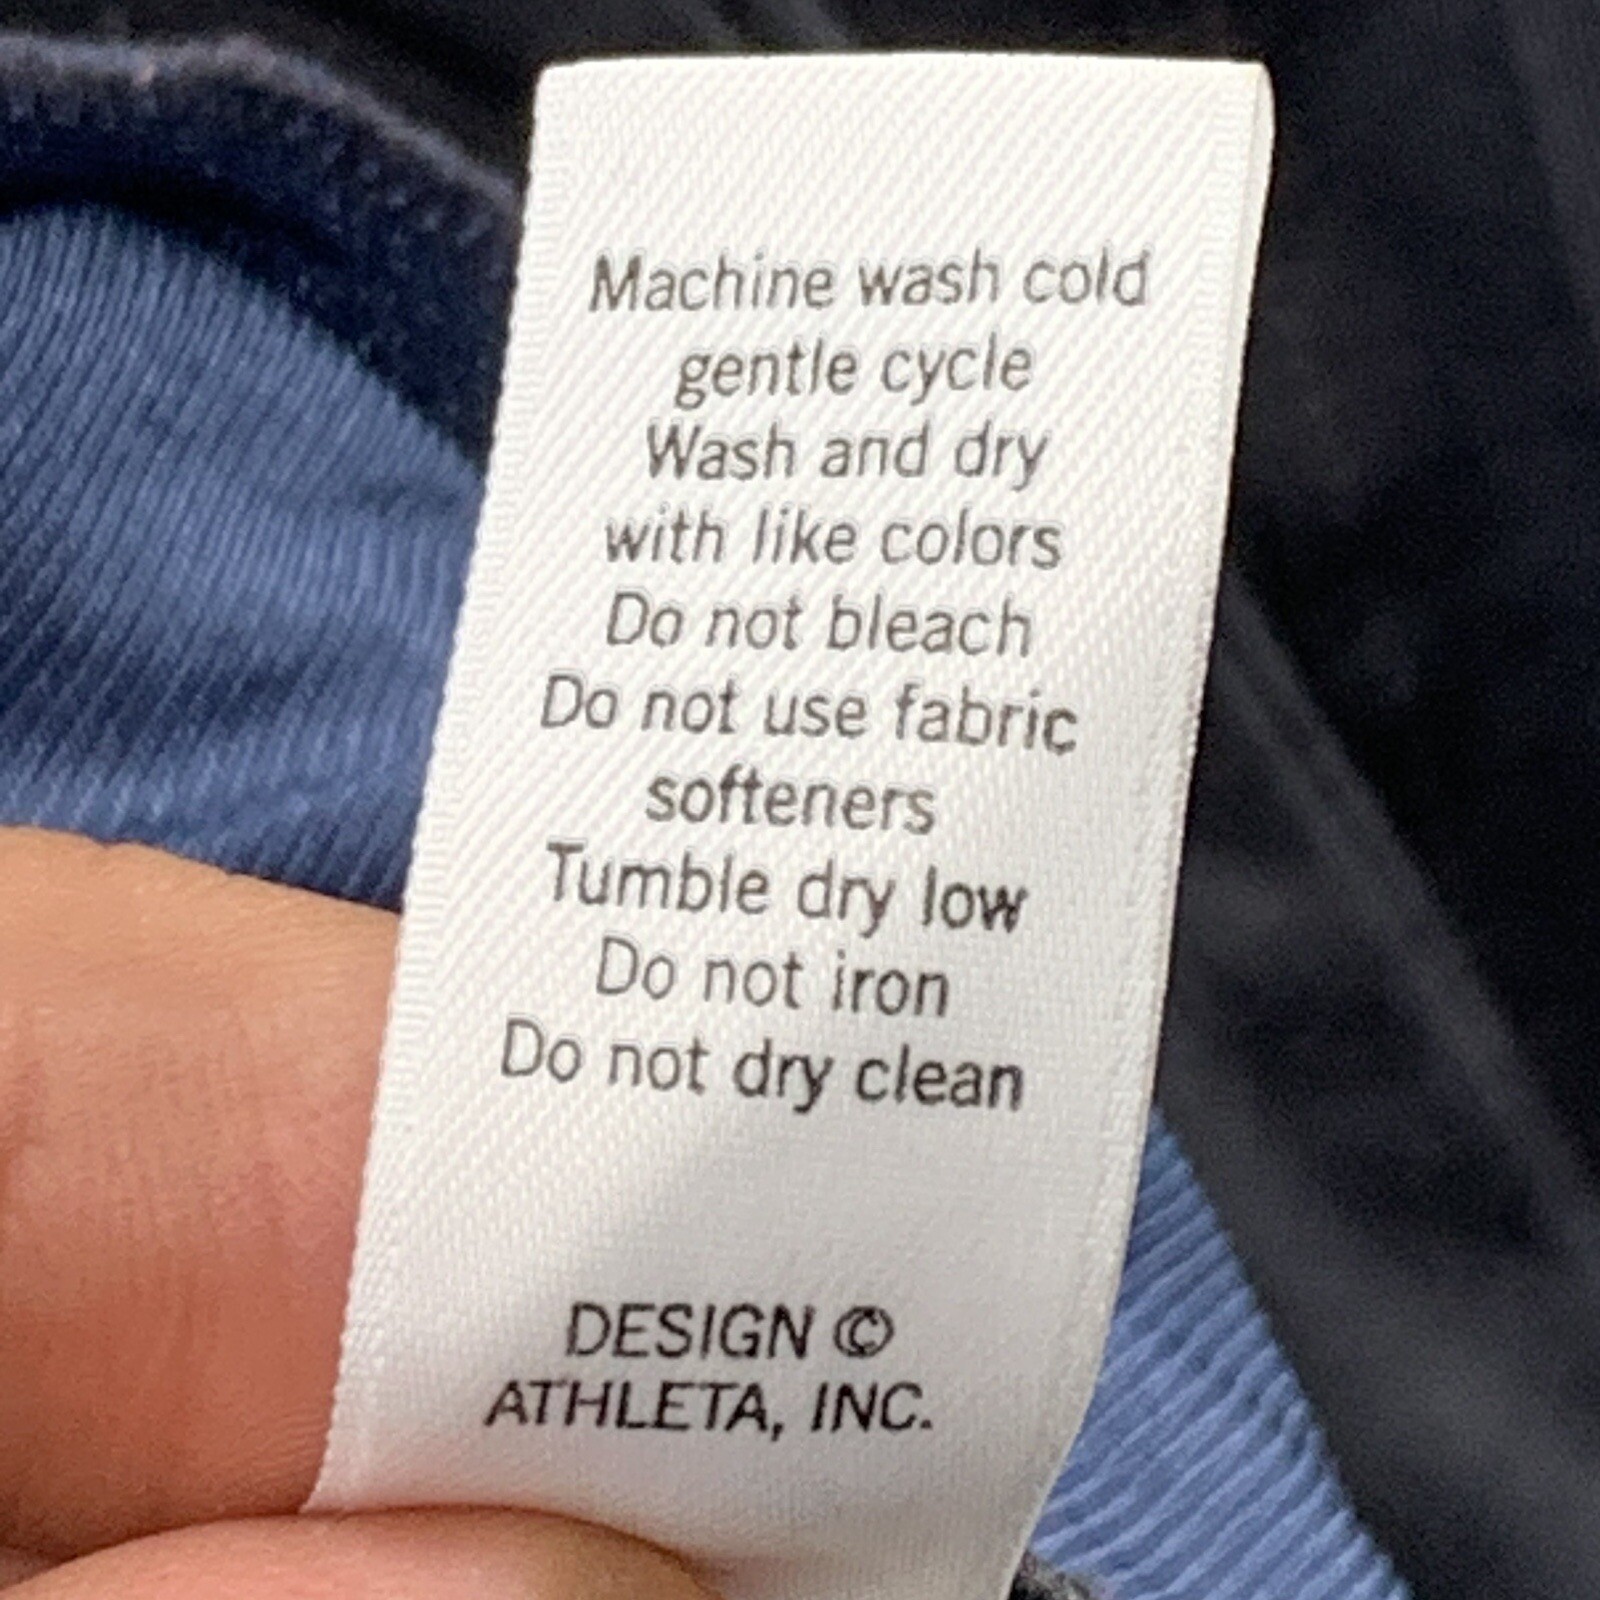 Machine wash cold
gentle cycle
Wash and dry
with like colors
Do not bleach
Do not use fabric
softeners
Tumble dry low
Do not iron
Do not dry clean
DESIGN ©
ATHLETA, INC.